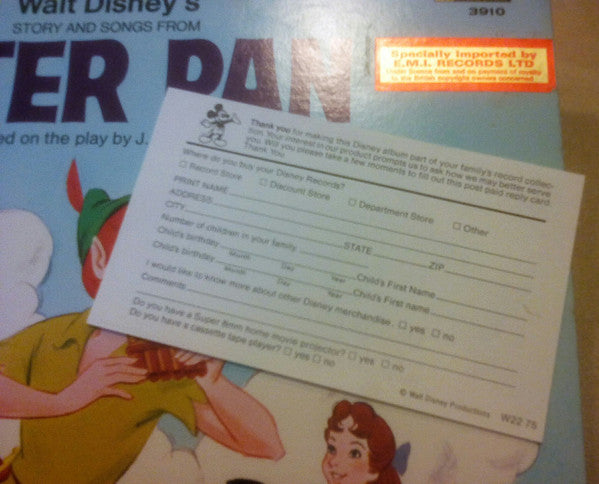 Walt Disney's
3910
STORY AND SONGS FROM
TER PAN
ed on the play by J.
Specially Imported by
E.M.I. RECORDS LTD
Under licence from and on payment of royalty
to the British copyright owners concerned
Thank you for making this Disney album part of your family's record collec-
tion. Your interest in our product prompts us to ask how we may better serve
you. Will you please take a few moments to fill out this post paid reply card.
Thank You
Where do you buy your Disney Records?
□ Record Store □ Discount Store □ Department Store □ Other
PRINT NAME
ADDRESS
CITY STATE ZIP
Number of children in your family
Child's birthday Child's First Name
Month Day Year
Child's birthday Child's First name
Month Day Year
I would like to know more about other Disney merchandise. □ yes □ no
Comments
Do you have a Super 8mm home movie projector? □ yes □ no
Do you have a cassette tape player? □ yes □ no
© Walt Disney Productions W22 75